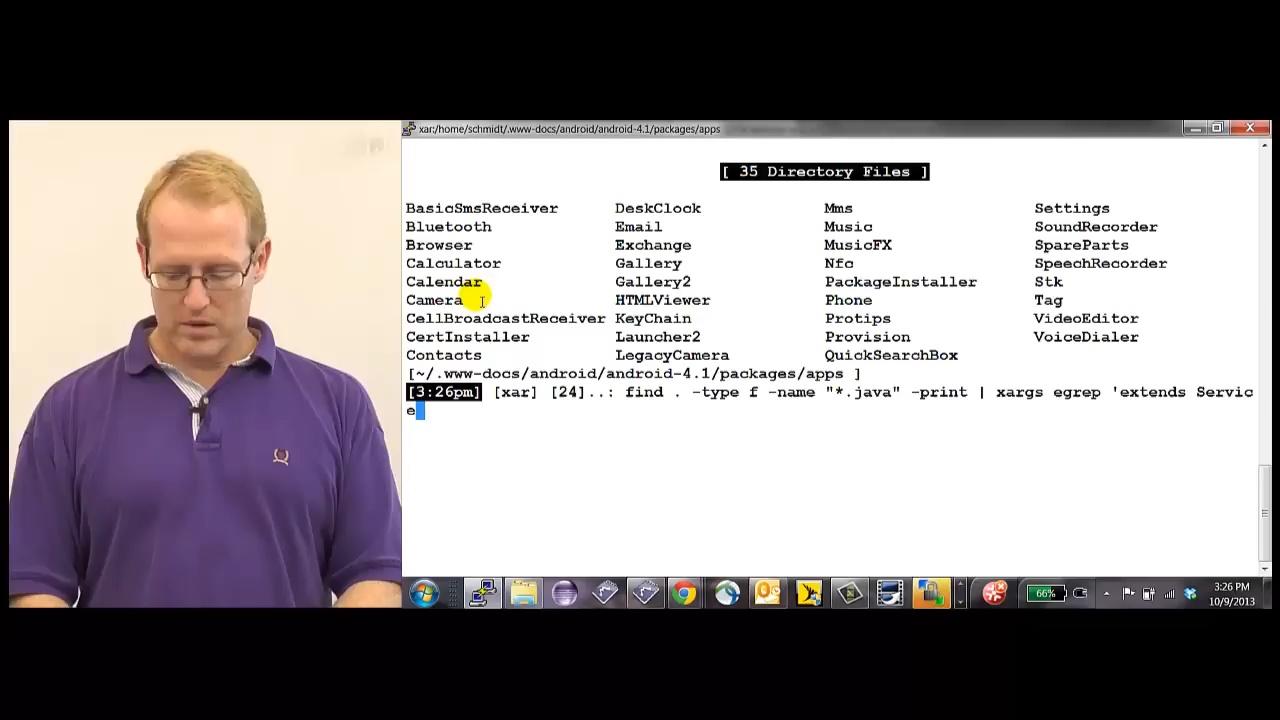 xar:/home/schmidt/.www-docs/android/android-4.1/packages/apps
[ 35 Directory Files ]
BasicSmsReceiver DeskClock Mms Settings
Bluetooth Email Music SoundRecorder
Browser Exchange MusicFX SpareParts
Calculator Gallery Nfc SpeechRecorder
Calendar Gallery2 PackageInstaller Stk
Camera HTMLViewer Phone Tag
CellBroadcastReceiver KeyChain Protips VideoEditor
CertInstaller Launcher2 Provision VoiceDialer
Contacts LegacyCamera QuickSearchBox
[~/.www-docs/android/android-4.1/packages/apps ]
[3:26pm] [xar] [24]..: find . -type f -name "*.java" -print | xargs egrep 'extends Servic
e
66%
3:26 PM
10/9/2013